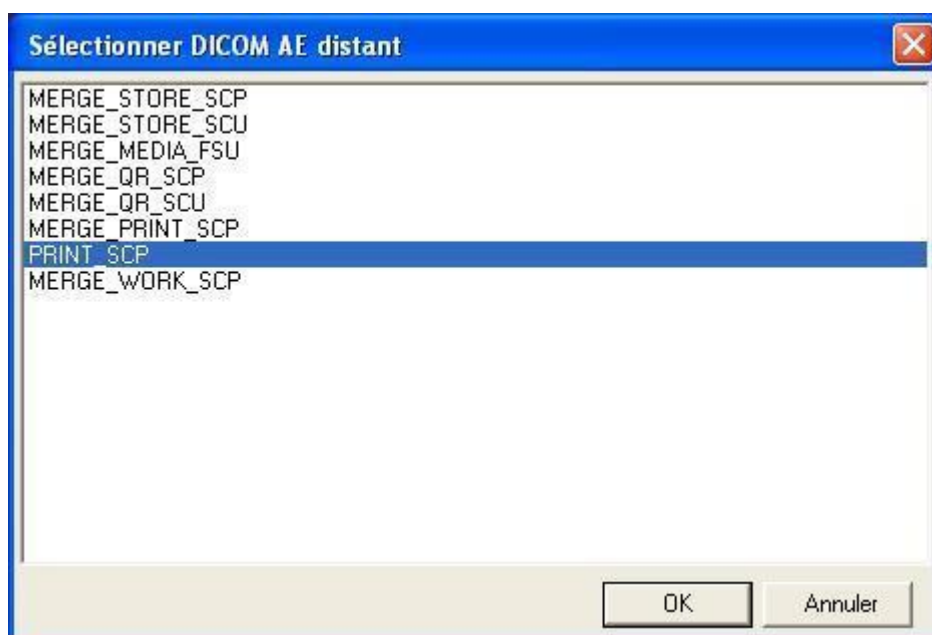 Sélectionner DICOM AE distant
MERGE_STORE_SCP
MERGE_STORE_SCU
MERGE_MEDIA_FSU
MERGE_QR_SCP
MERGE_QR_SCU
MERGE_PRINT_SCP
PRINT_SCP
MERGE_WORK_SCP
OK
Annuler